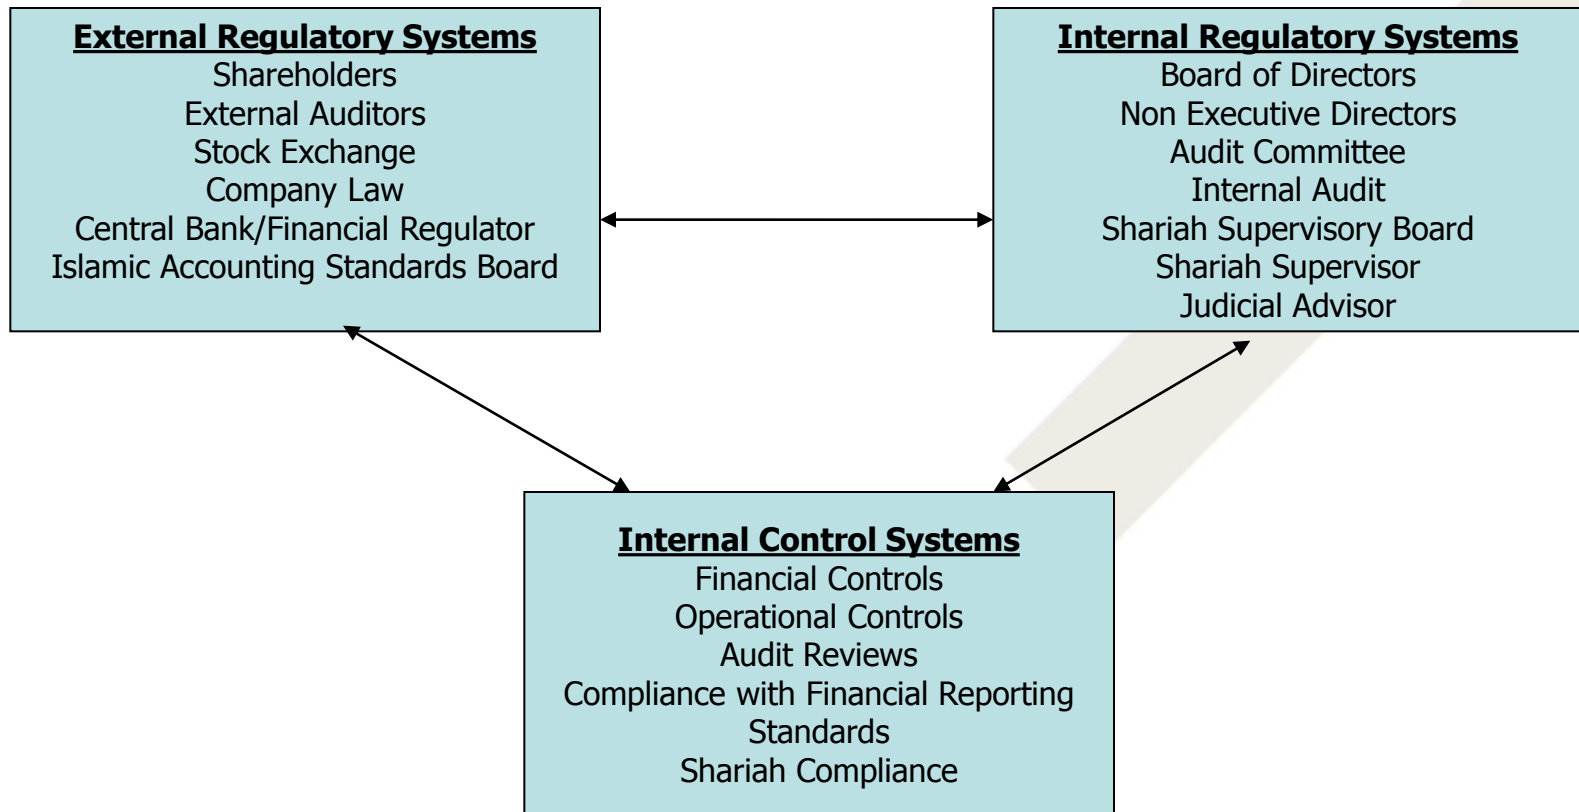 External Regulatory Systems
Shareholders
External Auditors
Stock Exchange
Company Law
Central Bank/Financial Regulator
Islamic Accounting Standards Board
Internal Regulatory Systems
Board of Directors
Non Executive Directors
Audit Committee
Internal Audit
Shariah Supervisory Board
Shariah Supervisor
Judicial Advisor
Internal Control Systems
Financial Controls
Operational Controls
Audit Reviews
Compliance with Financial Reporting
Standards
Shariah Compliance